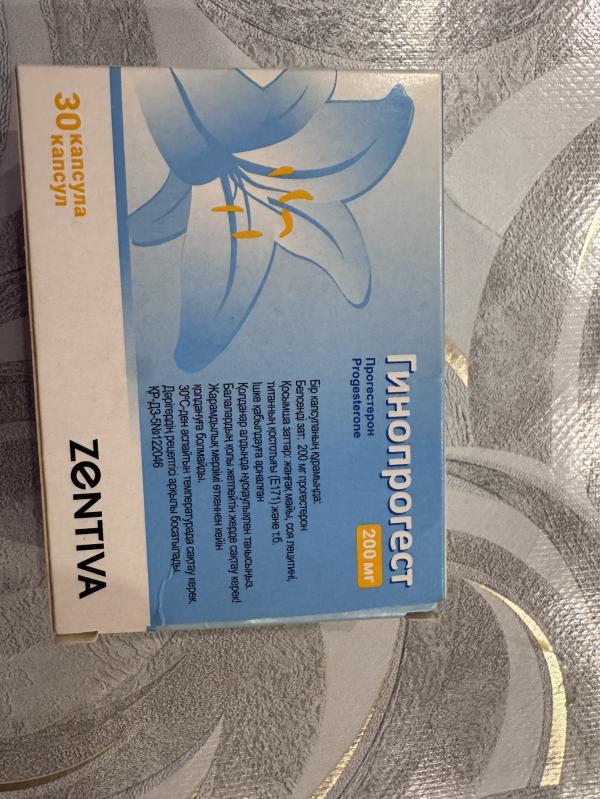 Гинопрогест
200 мг
Прогестерон
Progesterone
Бір капсуланың құрамында:
Белсенді зат: 200 мг прогестерон
Қосымша заттар: жаңғақ майы, соя лецитині,
титанның қостотығы (Е171) және т.б.
Ішке қабылдауға арналған
Қолданар алдында нұсқаулықпен танысыңыз.
Балалардың қолы жетпейтін жерде сақтау керек!
Жарамдылық мерзімі өткеннен кейін
қолдануға болмайды.
30°С-ден аспайтын температурада сақтау керек.
Дәрігердің рецептісі арқылы босатылады.
ҚР-ДЗ-5№122046
30 капсула
капсул
ZENTIVA